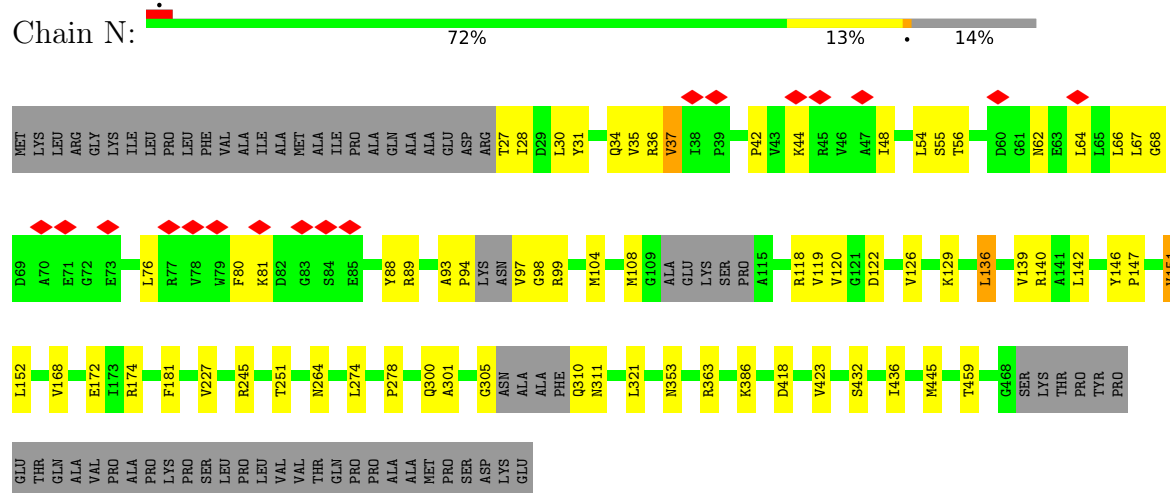 Chain N:
72% 13% • 14%
MET LYS LEU ARG GLY LYS ILE LEU PRO LEU PHE VAL ALA ILE ALA MET ALA ILE PRO ALA GLN ALA ALA GLU ASP ARG T27 I28 D29 L30 Y31 Q34 V35 R36 V37 I38 P39 P42 V43 K44 R45 V46 A47 I48 L54 S55 T56 D60 G61 N62 E63 L64 L65 L66 L67 G68
D69 A70 E71 G72 E73 L76 R77 V78 W79 F80 K81 D82 G83 S84 E85 Y88 R89 A93 P94 LYS ASN V97 G98 R99 M104 M108 G109 ALA GLU LYS SER PRO A115 R118 V119 V120 G121 D122 V126 K129 L136 V139 R140 A141 L142 Y146 P147
L152 V168 E172 I173 R174 F181 V227 R245 T251 N264 L274 P278 Q300 A301 G305 ASN ALA ALA PHE Q310 N311 L321 N353 R363 K386 D418 V423 S432 I436 M445 T459 G468 SER LYS THR PRO TYR PRO
GLU THR GLN ALA VAL PRO ALA PRO LYS PRO SER LEU PRO LEU VAL VAL THR GLN PRO PRO ALA ALA MET PRO SER ASP LYS GLU